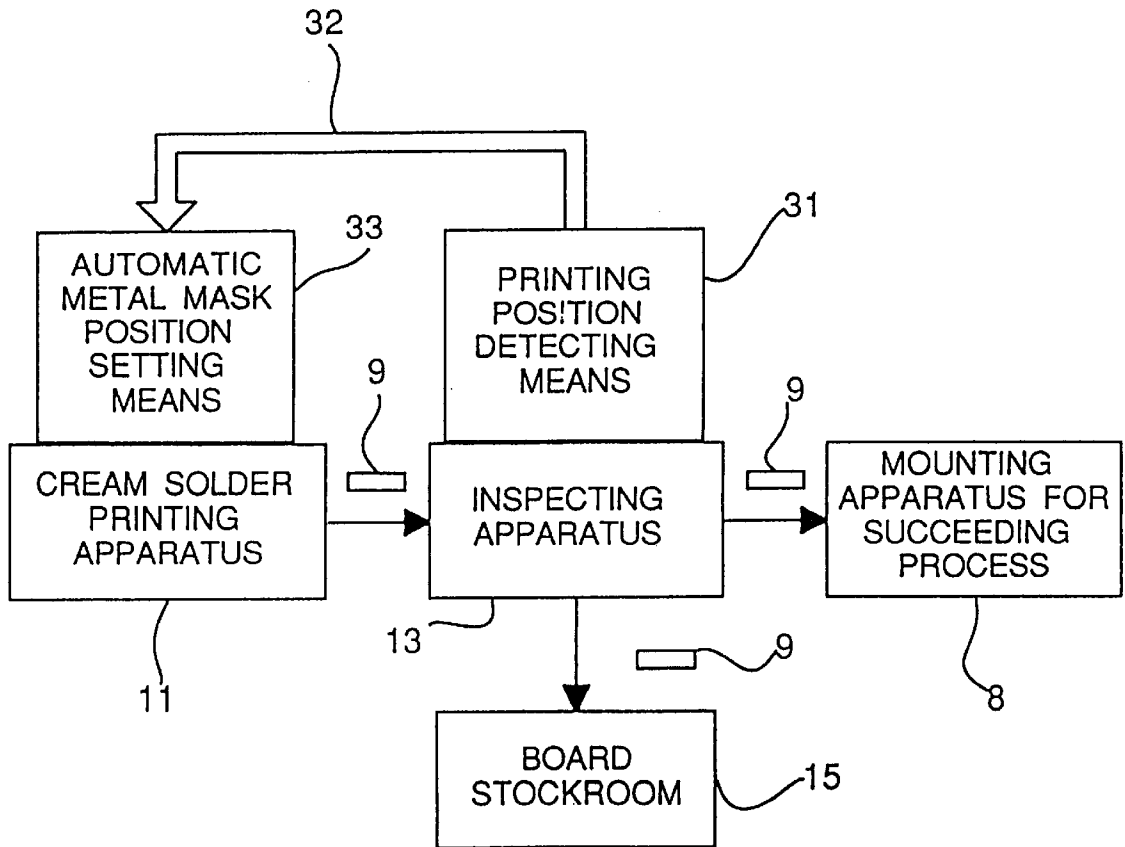 32
33
31
AUTOMATIC
METAL MASK
POSITION
SETTING
MEANS
PRINTING
POSITION
DETECTING
MEANS
9
9
CREAM SOLDER
PRINTING
APPARATUS
INSPECTING
APPARATUS
MOUNTING
APPARATUS FOR
SUCCEEDING
PROCESS
11
13
9
8
BOARD
STOCKROOM
15